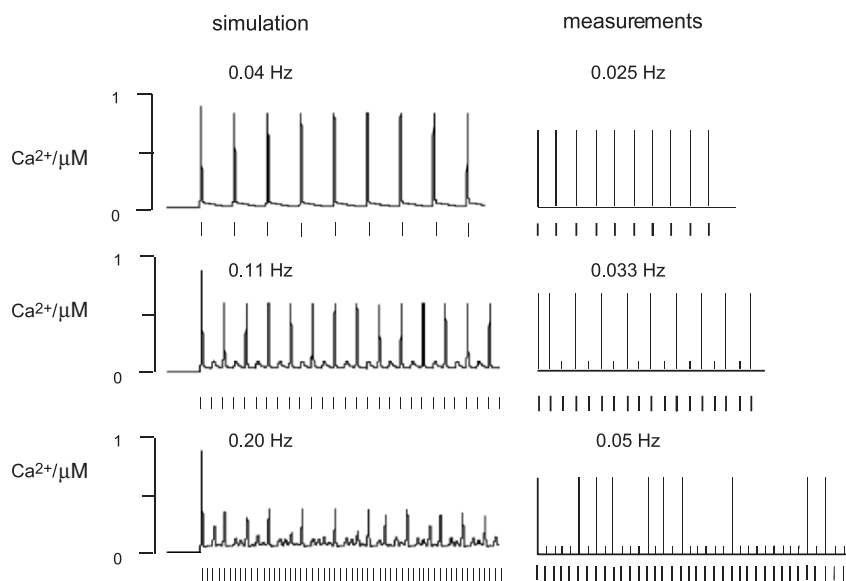 simulation
measurements
0.04 Hz
0.025 Hz
1
Ca²⁺/µM
0
0.11 Hz
0.033 Hz
1
Ca²⁺/µM
0
0.20 Hz
0.05 Hz
1
Ca²⁺/µM
0